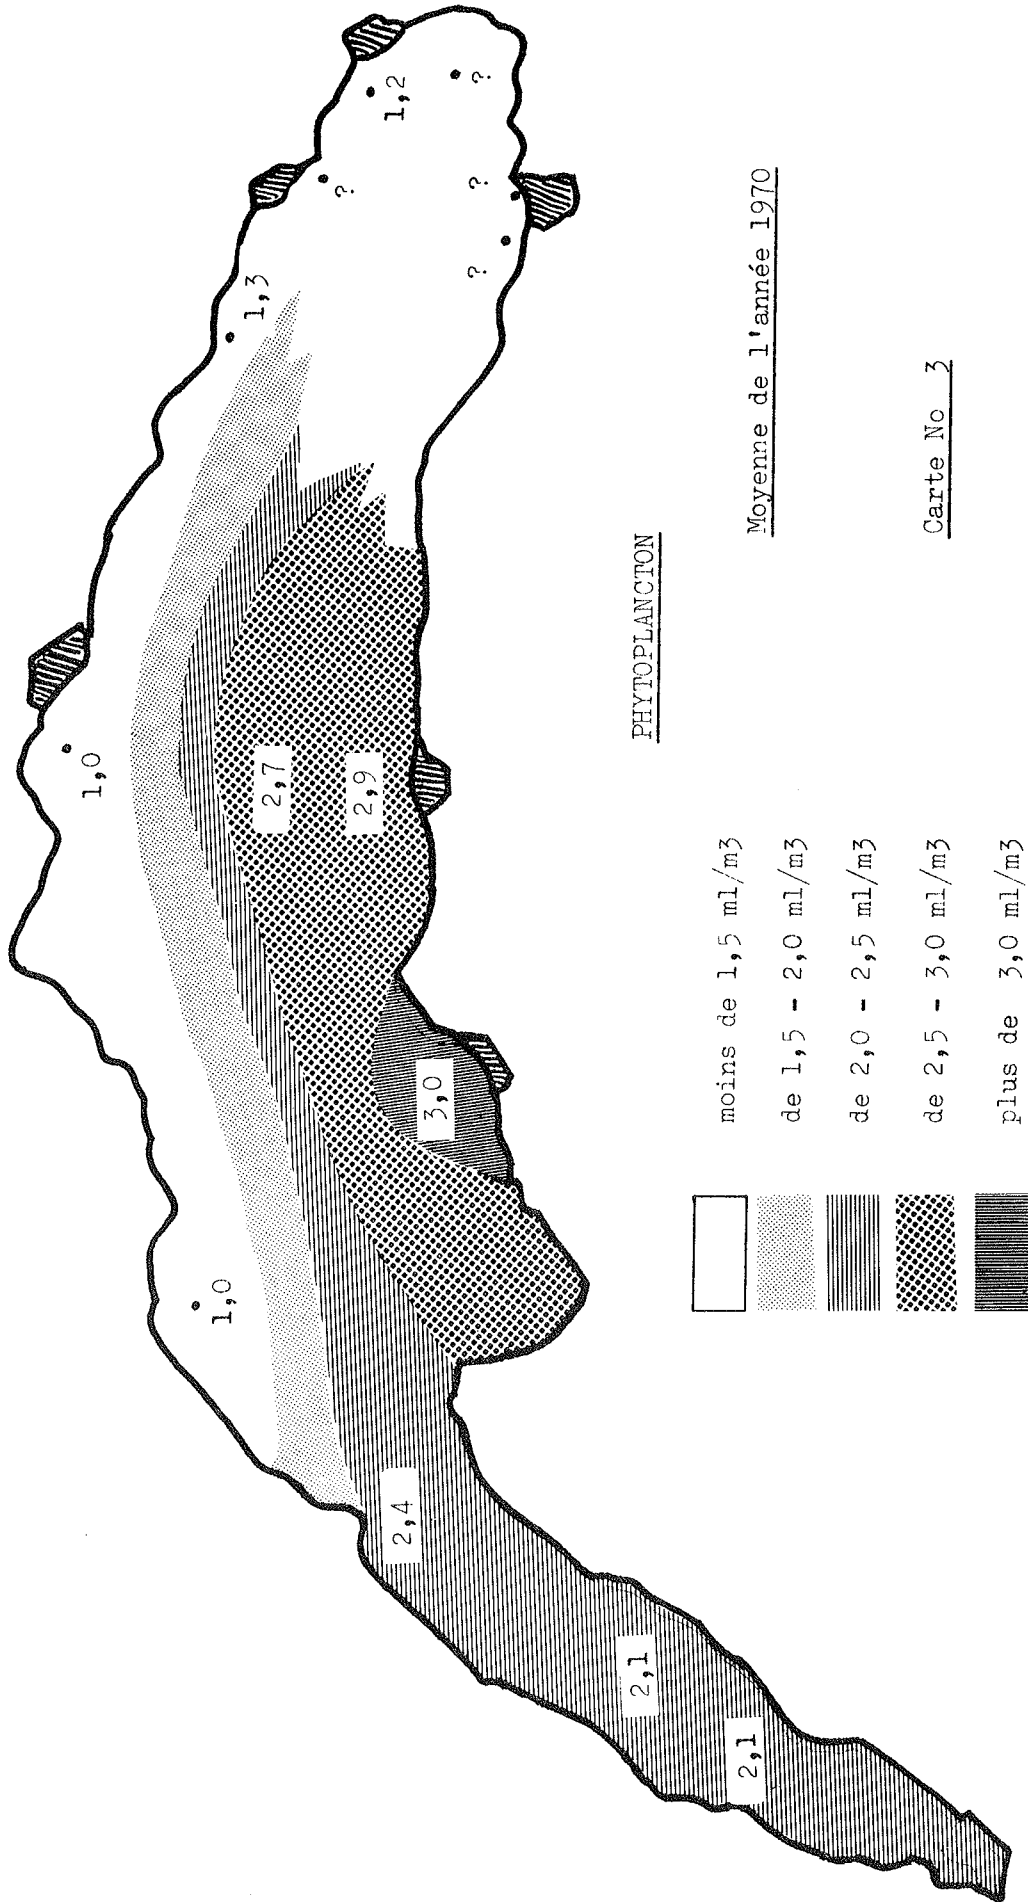 1,2
?
?
?
?
1,3
1,0
2,7
2,9
3,0
1,0
2,4
2,1
2,1
PHYTOPLANCTON
Moyenne de l'année 1970
Carte No 3
moins de 1,5 ml/m3
de 1,5 - 2,0 ml/m3
de 2,0 - 2,5 ml/m3
de 2,5 - 3,0 ml/m3
plus de 3,0 ml/m3